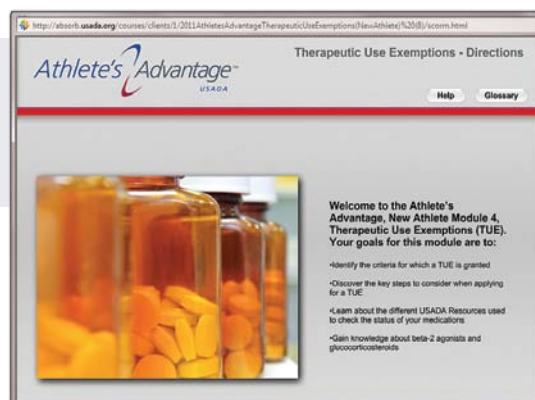 http://absorb.usada.org/courses/clients/1/2011AthletesAdvantageTherapeuticUseExemptions(NewAthlete)%20(8)/scorm.html
Therapeutic Use Exemptions - Directions
Athlete's Advantage™
USADA
Help Glossary
Welcome to the Athlete's
Advantage, New Athlete Module 4,
Therapeutic Use Exemptions (TUE).
Your goals for this module are to:
•Identify the criteria for which a TUE is granted
•Discover the key steps to consider when applying
for a TUE
•Learn about the different USADA Resources used
to check the status of your medications
•Gain knowledge about beta-2 agonists and
glucocorticosteroids